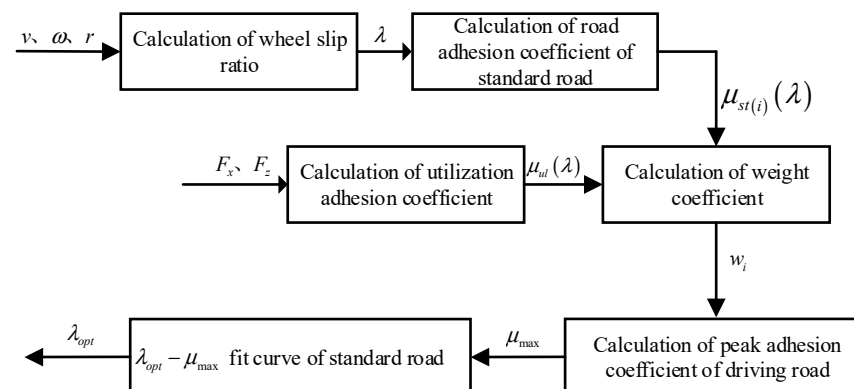 v、ω、r
Calculation of wheel slip
ratio
λ
Calculation of road
adhesion coefficient of
standard road
μst(i)(λ)
Fx、Fz
Calculation of utilization
adhesion coefficient
μul(λ)
Calculation of weight
coefficient
wi
λopt
λopt − μmax fit curve of standard road
μmax
Calculation of peak adhesion
coefficient of driving road